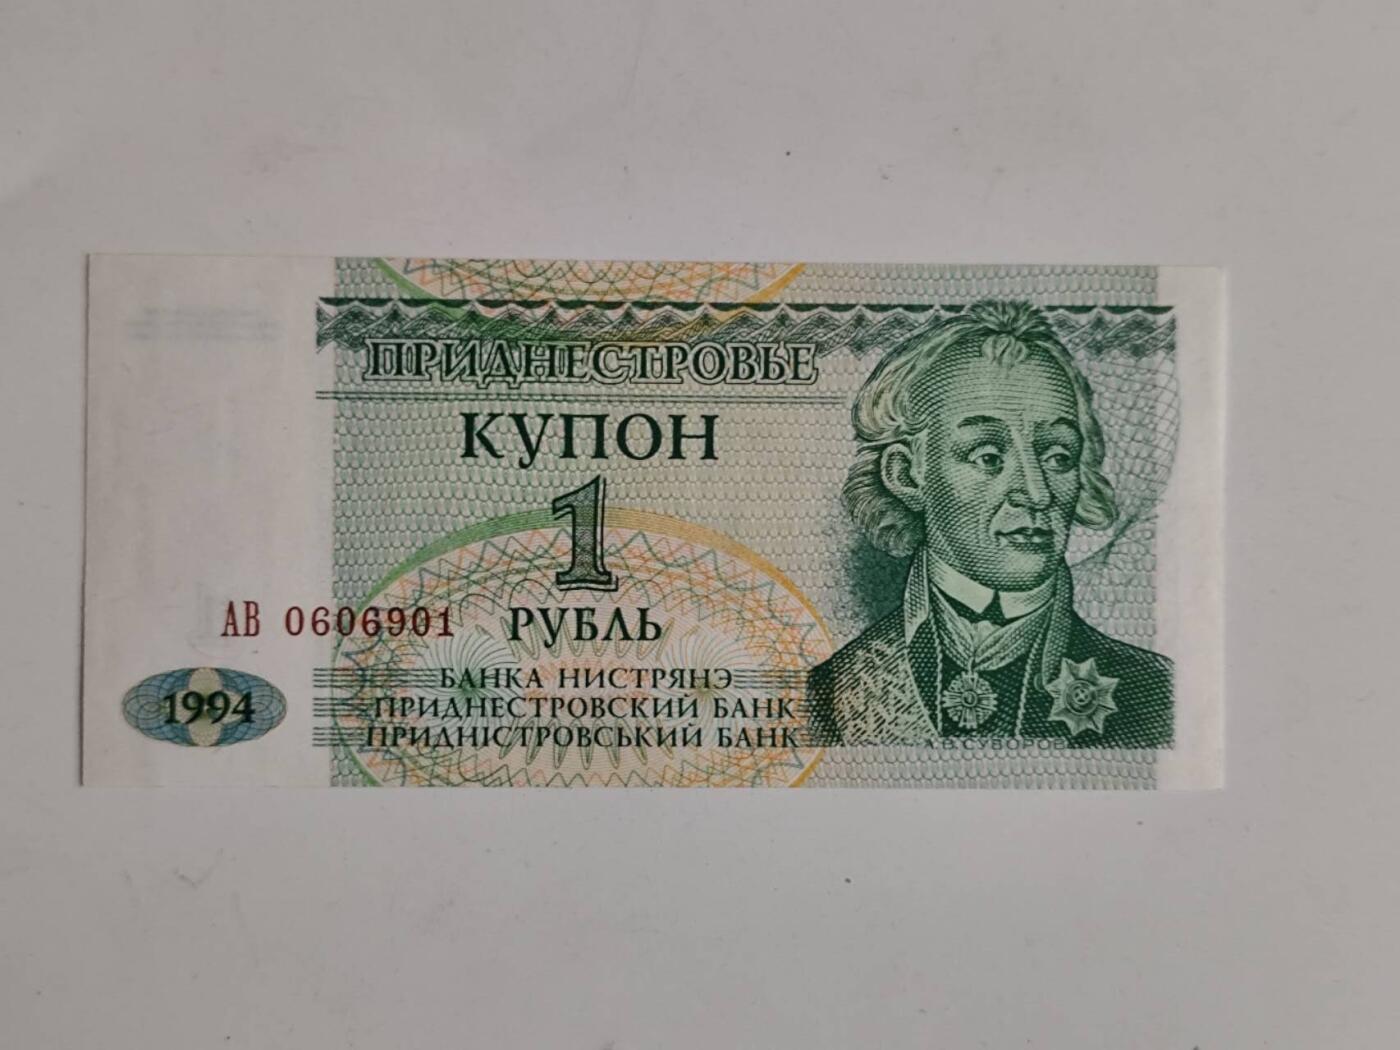 ПРИДНЕСТРОВЬЕ
КУПОН
1
РУБЛЬ
АВ 0606901
1994
БАНКА НИСТРЯНЭ
ПРИДНЕСТРОВСКИЙ БАНК
ПРИДНІСТРОВСЬКИЙ БАНК
А.В.СУВОРОВ